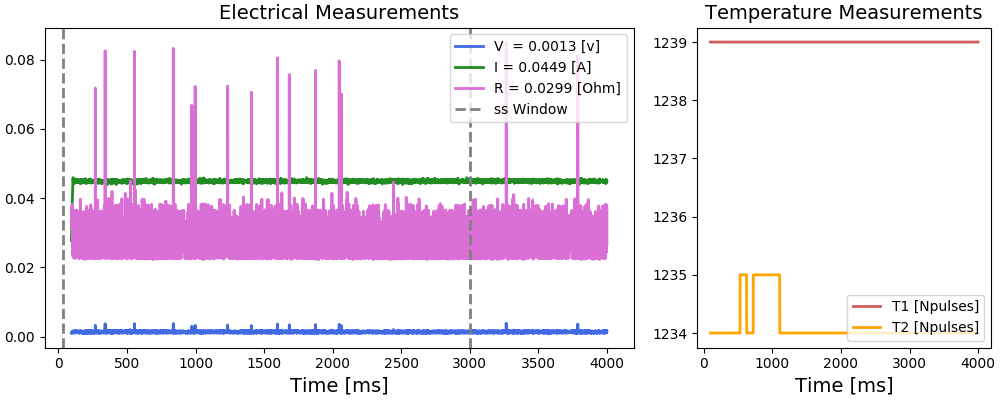 Electrical Measurements
0.08
0.06
0.04
0.02
0.00
V  = 0.0013 [v]
I = 0.0449 [A]
R = 0.0299 [Ohm]
ss Window
0 500 1000 1500 2000 2500 3000 3500 4000
Time [ms]
Temperature Measurements
1239
1238
1237
1236
1235
1234
T1 [Npulses]
T2 [Npulses]
0 1000 2000 3000 4000
Time [ms]